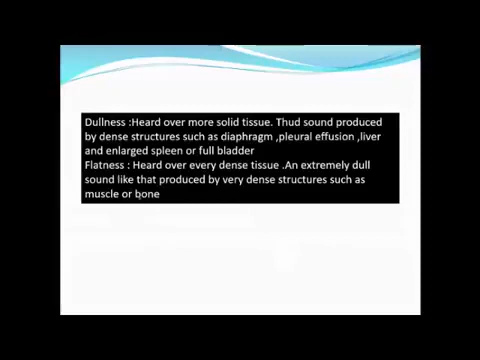 Dullness :Heard over more solid tissue. Thud sound produced
by dense structures such as diaphragm ,pleural effusion ,liver
and enlarged spleen or full bladder
Flatness : Heard over every dense tissue .An extremely dull
sound like that produced by very dense structures such as
muscle or bone